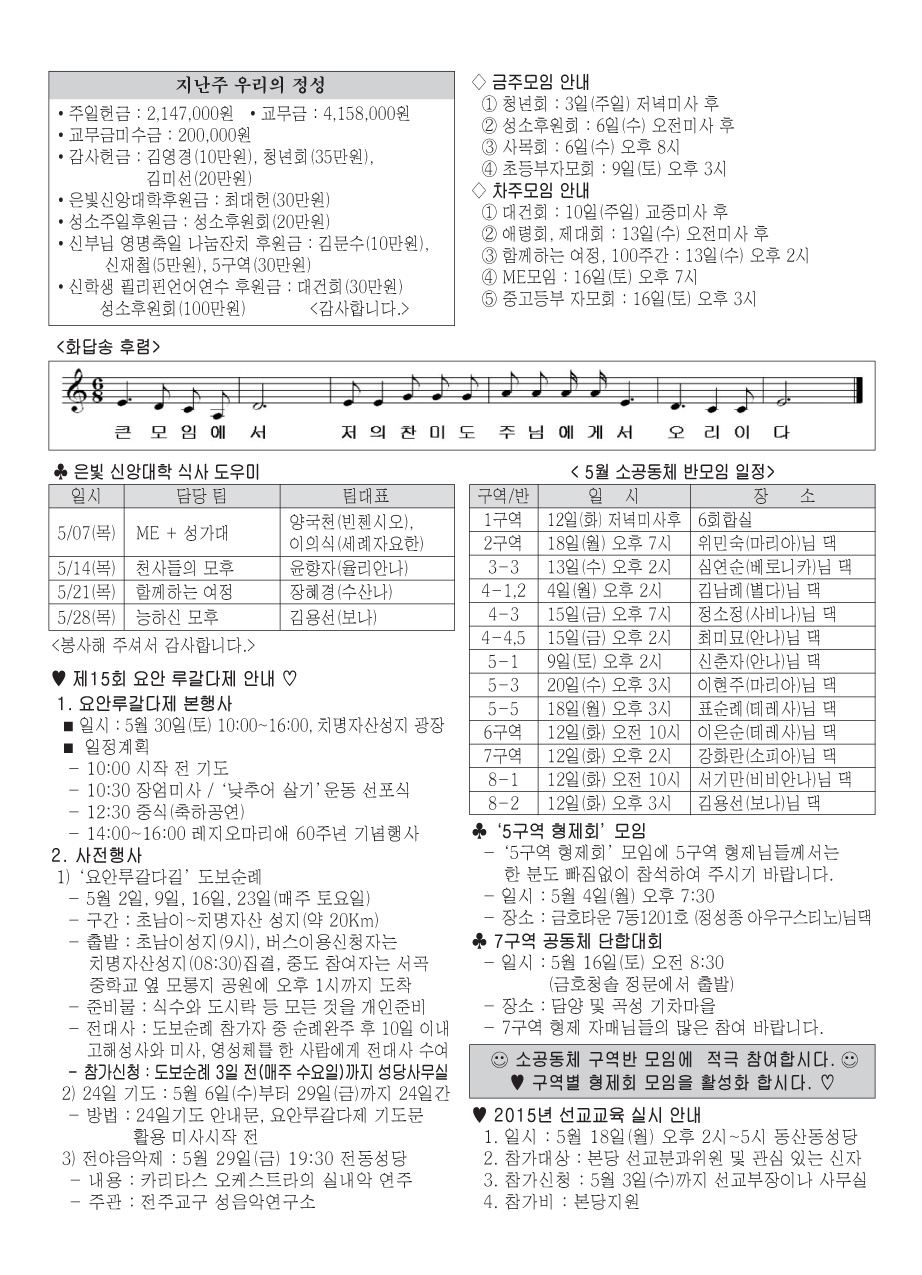 지난주 우리의 정성
• 주일헌금 : 2,147,000원 • 교무금 : 4,158,000원
• 교무금미수금 : 200,000원
• 감사헌금 : 김영경(10만원), 청년회(35만원),
김미선(20만원)
• 은빛신앙대학후원금 : 최대헌(30만원)
• 성소주일후원금 : 성소후원회(20만원)
• 신부님 영명축일 나눔잔치 후원금 : 김문수(10만원),
신재철(5만원), 5구역(30만원)
• 신학생 필리핀언어연수 후원금 : 대건회(30만원)
성소후원회(100만원) <감사합니다.>
◇ 금주모임 안내
① 청년회 : 3일(주일) 저녁미사 후
② 성소후원회 : 6일(수) 오전미사 후
③ 사목회 : 6일(수) 오후 8시
④ 초등부자모회 : 9일(토) 오후 3시
◇ 차주모임 안내
① 대건회 : 10일(주일) 교중미사 후
② 애령회, 제대회 : 13일(수) 오전미사 후
③ 함께하는 여정, 100주간 : 13일(수) 오후 2시
④ ME모임 : 16일(토) 오후 7시
⑤ 중고등부 자모회 : 16일(토) 오후 3시
<화답송 후렴>
큰 모 임 에 서 저 의 찬 미 도 주 님 에 게 서 오 리 이 다
♣ 은빛 신앙대학 식사 도우미
일시 담당 팀 팀대표
5/07(목) ME + 성가대 양국천(빈첸시오),
이의식(세례자요한)
5/14(목) 천사들의 모후 윤향자(율리안나)
5/21(목) 함께하는 여정 장혜경(수산나)
5/28(목) 능하신 모후 김용선(보나)
<봉사해 주셔서 감사합니다.>
♥ 제15회 요안 루갈다제 안내 ♡
1. 요안루갈다제 본행사
■ 일시 : 5월 30일(토) 10:00~16:00, 치명자산성지 광장
■ 일정계획
- 10:00 시작 전 기도
- 10:30 장엄미사 / ‘낮추어 살기’운동 선포식
- 12:30 중식(축하공연)
- 14:00~16:00 레지오마리애 60주년 기념행사
2. 사전행사
1) ‘요안루갈다길’ 도보순례
- 5월 2일, 9일, 16일, 23일(매주 토요일)
- 구간 : 초남이~치명자산 성지(약 20Km)
- 출발 : 초남이성지(9시), 버스이용신청자는
치명자산성지(08:30)집결, 중도 참여자는 서곡
중학교 옆 모롱지 공원에 오후 1시까지 도착
- 준비물 : 식수와 도시락 등 모든 것을 개인준비
- 전대사 : 도보순례 참가자 중 순례완주 후 10일 이내
고해성사와 미사, 영성체를 한 사람에게 전대사 수여
- 참가신청 : 도보순례 3일 전(매주 수요일)까지 성당사무실
2) 24일 기도 : 5월 6일(수)부터 29일(금)까지 24일간
- 방법 : 24일기도 안내문, 요안루갈다제 기도문
활용 미사시작 전
3) 전야음악제 : 5월 29일(금) 19:30 전동성당
- 내용 : 카리타스 오케스트라의 실내악 연주
- 주관 : 전주교구 성음악연구소
< 5월 소공동체 반모임 일정>
구역/반 일 시 장 소
1구역 12일(화) 저녁미사후 6회합실
2구역 18일(월) 오후 7시 위민숙(마리아)님 댁
3-3 13일(수) 오후 2시 심연순(베로니카)님 댁
4-1,2 4일(월) 오후 2시 김남례(벨다)님 댁
4-3 15일(금) 오후 7시 정소정(사비나)님 댁
4-4,5 15일(금) 오후 2시 최미묘(안나)님 댁
5-1 9일(토) 오후 2시 신춘자(안나)님 댁
5-3 20일(수) 오후 3시 이현주(마리아)님 댁
5-5 18일(월) 오후 3시 표순례(데레사)님 댁
6구역 12일(화) 오전 10시 이은순(데레사)님 댁
7구역 12일(화) 오후 2시 강화란(소피아)님 댁
8-1 12일(화) 오전 10시 서기만(비비안나)님 댁
8-2 12일(화) 오후 3시 김용선(보나)님 댁
♣ ‘5구역 형제회’ 모임
- ‘5구역 형제회’ 모임에 5구역 형제님들께서는
한 분도 빠짐없이 참석하여 주시기 바랍니다.
- 일시 : 5월 4일(월) 오후 7:30
- 장소 : 금호타운 7동1201호 (정성종 아우구스티노)님댁
♣ 7구역 공동체 단합대회
- 일시 : 5월 16일(토) 오전 8:30
(금호청솔 정문에서 출발)
- 장소 : 담양 및 곡성 기차마을
- 7구역 형제 자매님들의 많은 참여 바랍니다.
☺ 소공동체 구역반 모임에 적극 참여합시다. ☺
♥ 구역별 형제회 모임을 활성화 합시다. ♡
♥ 2015년 선교교육 실시 안내
1. 일시 : 5월 18일(월) 오후 2시~5시 동산동성당
2. 참가대상 : 본당 선교분과위원 및 관심 있는 신자
3. 참가신청 : 5월 3일(수)까지 선교부장이나 사무실
4. 참가비 : 본당지원